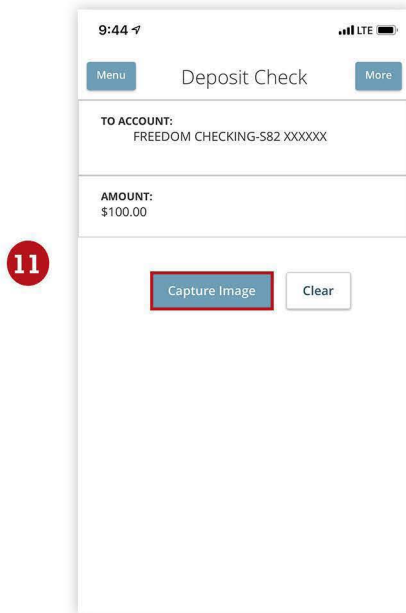 9:44 LTE
Menu Deposit Check More
TO ACCOUNT:
FREEDOM CHECKING-S82 XXXXXX
AMOUNT:
$100.00
11
Capture Image Clear